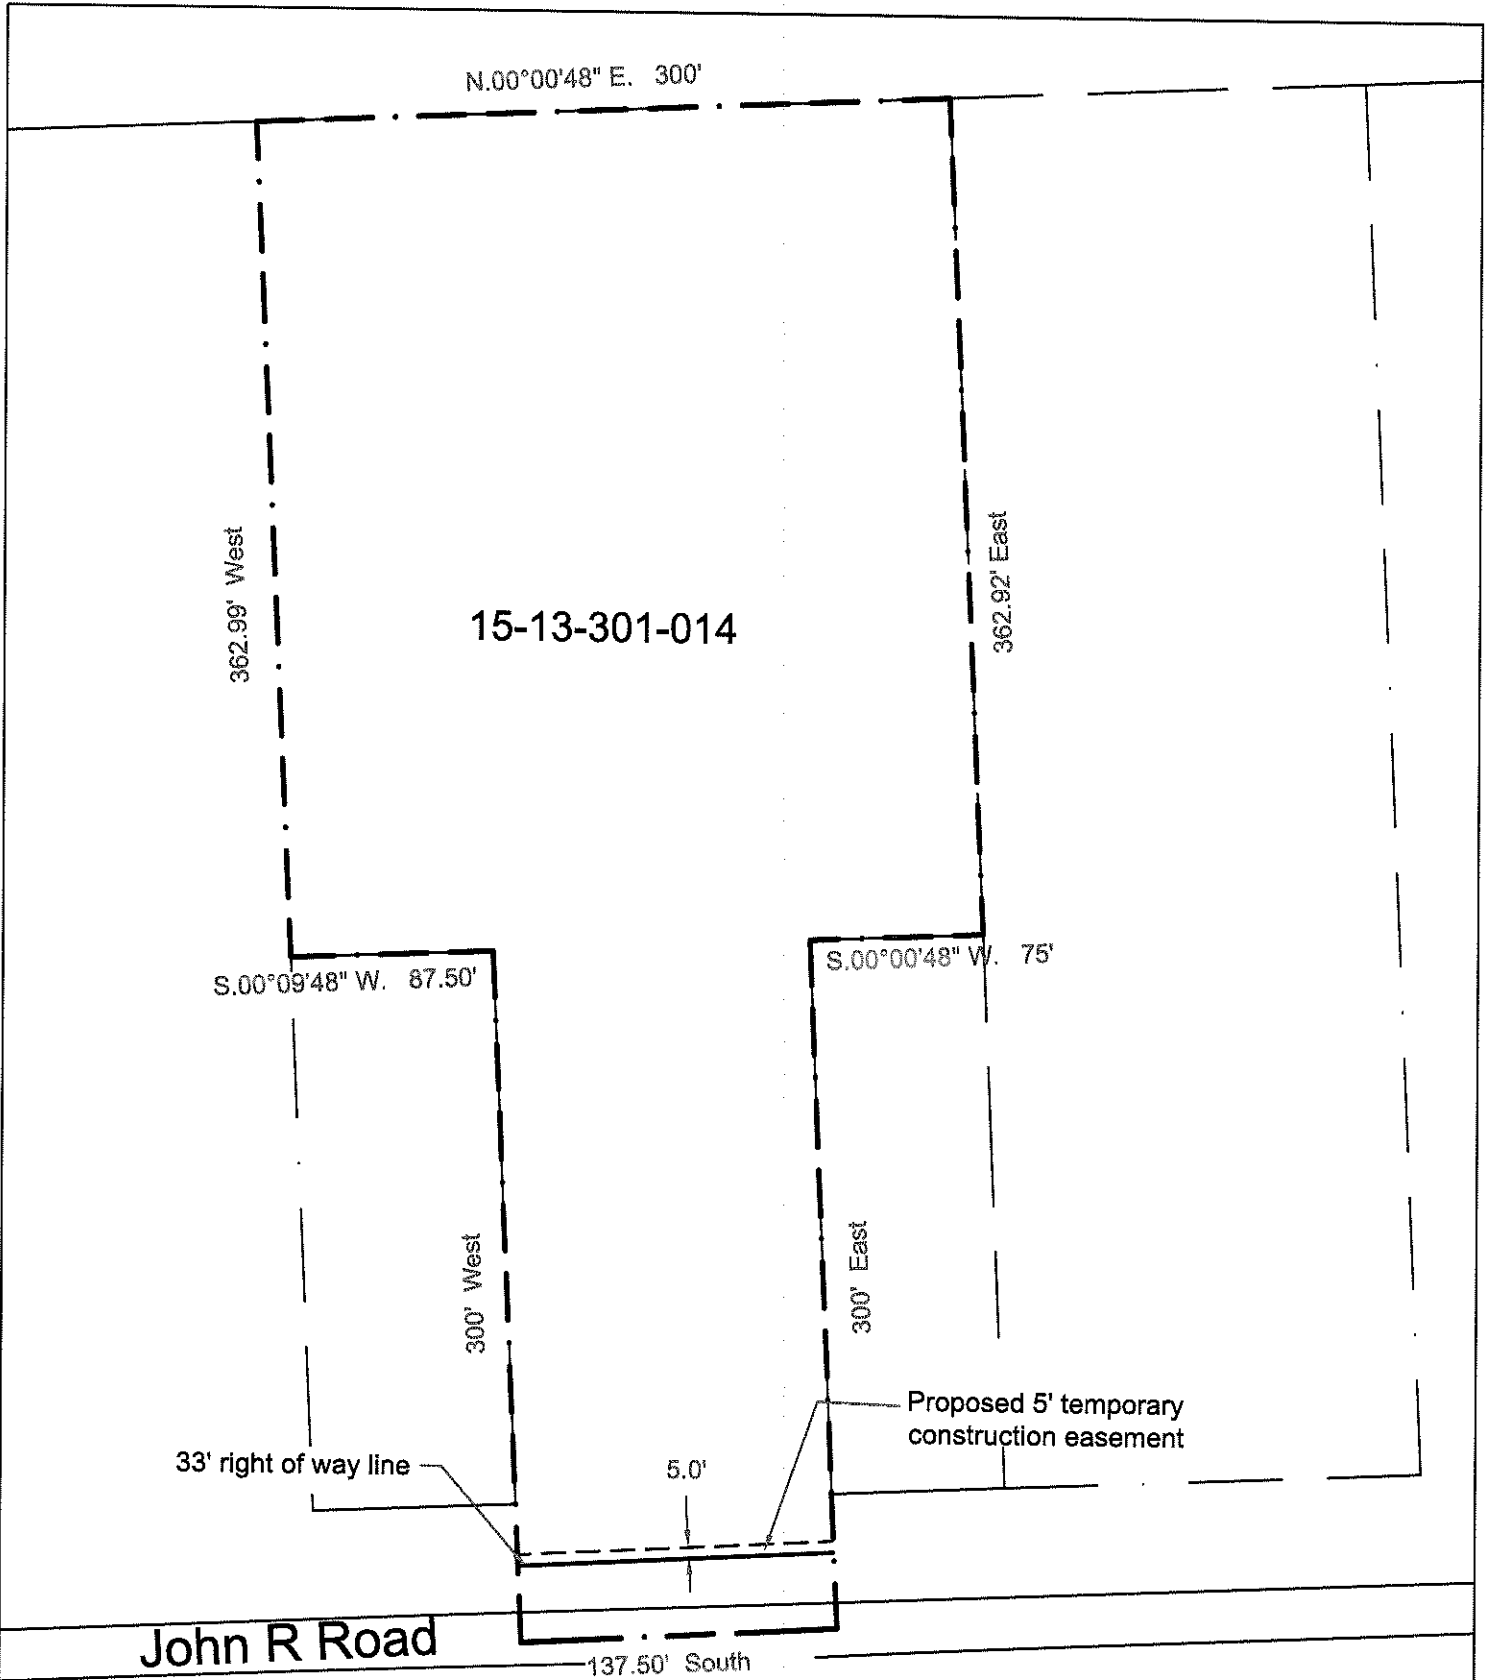 N.00°00'48" E. 300'
362.99' West
362.92' East
15-13-301-014
S.00°09'48" W. 87.50'
S.00°00'48" W. 75'
300' West
300' East
Proposed 5' temporary
construction easement
33' right of way line
5.0'
John R Road
137.50' South